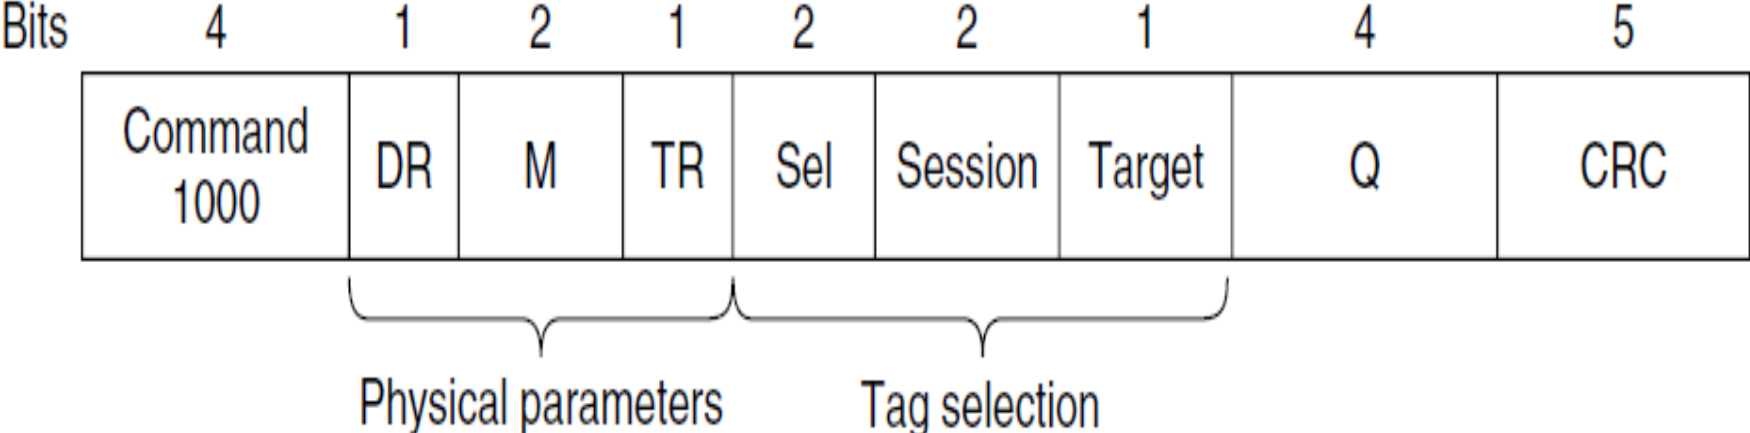 Bits 4 1 2 1 2 2 1 4 5
Command 1000 DR M TR Sel Session Target Q CRC
Physical parameters Tag selection